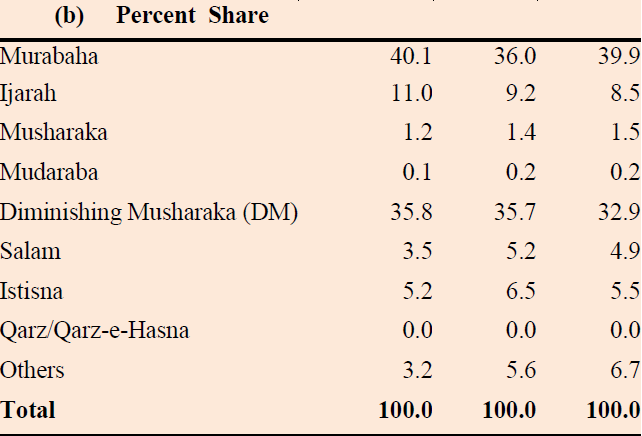 (b) Percent Share
Murabaha 40.1 36.0 39.9
Ijarah 11.0 9.2 8.5
Musharaka 1.2 1.4 1.5
Mudaraba 0.1 0.2 0.2
Diminishing Musharaka (DM) 35.8 35.7 32.9
Salam 3.5 5.2 4.9
Istisna 5.2 6.5 5.5
Qarz/Qarz-e-Hasna 0.0 0.0 0.0
Others 3.2 5.6 6.7
Total 100.0 100.0 100.0